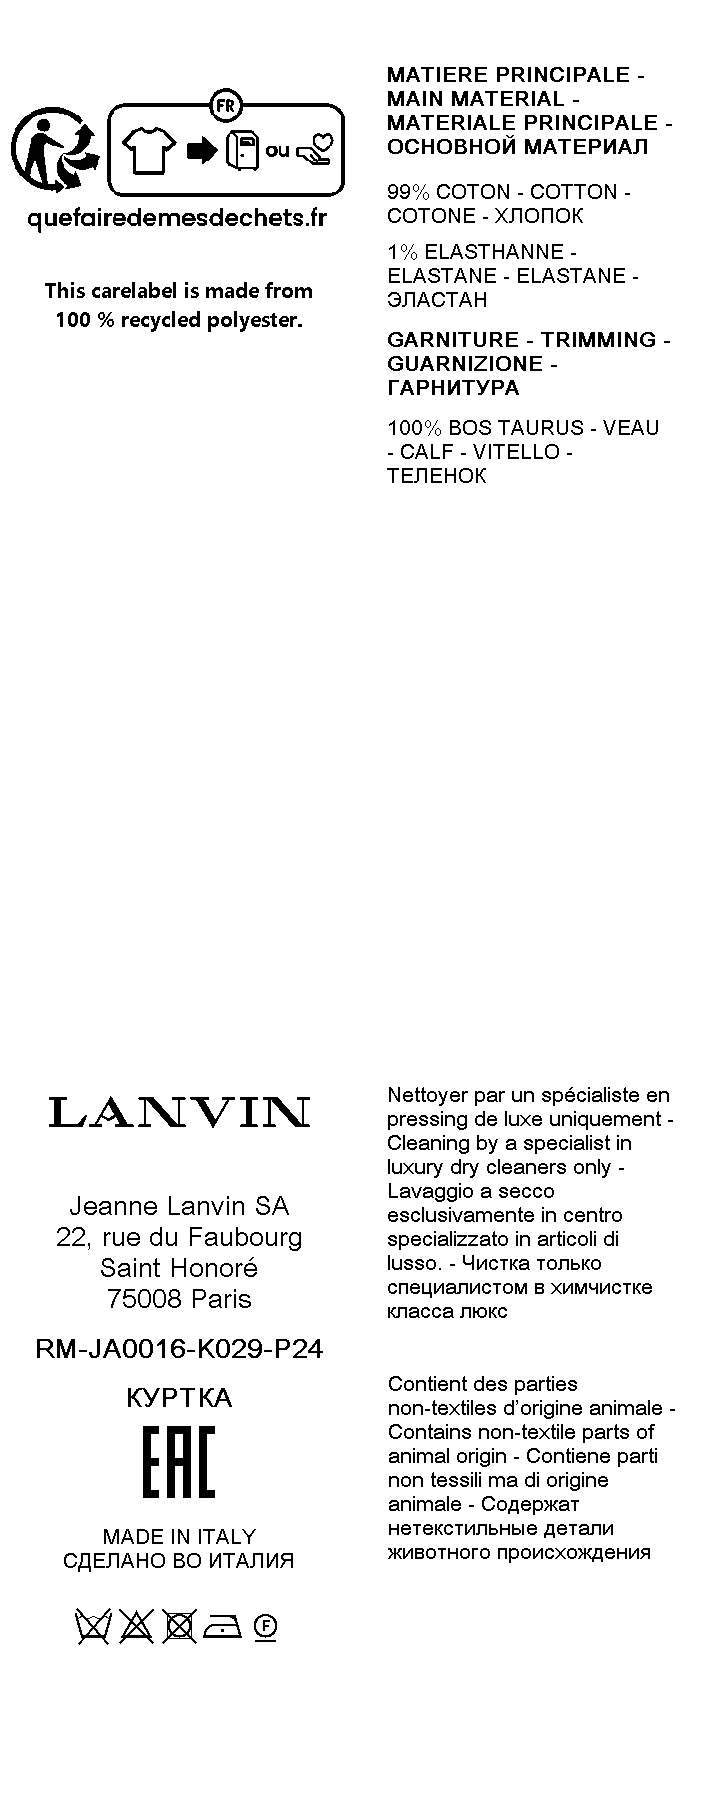 FR
ou
quefairedemesdechets.fr
This carelabel is made from
100 % recycled polyester.
MATIERE PRINCIPALE -
MAIN MATERIAL -
MATERIALE PRINCIPALE -
ОСНОВНОЙ МАТЕРИАЛ
99% COTON - COTTON -
COTONE - ХЛОПОК
1% ELASTHANNE -
ELASTANE - ELASTANE -
ЭЛАСТАН
GARNITURE - TRIMMING -
GUARNIZIONE -
ГАРНИТУРА
100% BOS TAURUS - VEAU
- CALF - VITELLO -
ТЕЛЕНОК
LANVIN
Jeanne Lanvin SA
22, rue du Faubourg
Saint Honoré
75008 Paris
RM-JA0016-K029-P24
КУРТКА
EAC
MADE IN ITALY
СДЕЛАНО ВО ИТАЛИЯ
F
Nettoyer par un spécialiste en
pressing de luxe uniquement -
Cleaning by a specialist in
luxury dry cleaners only -
Lavaggio a secco
esclusivamente in centro
specializzato in articoli di
lusso. - Чистка только
специалистом в химчистке
класса люкс
Contient des parties
non-textiles d’origine animale -
Contains non-textile parts of
animal origin - Contiene parti
non tessili ma di origine
animale - Содержат
нетекстильные детали
животного происхождения